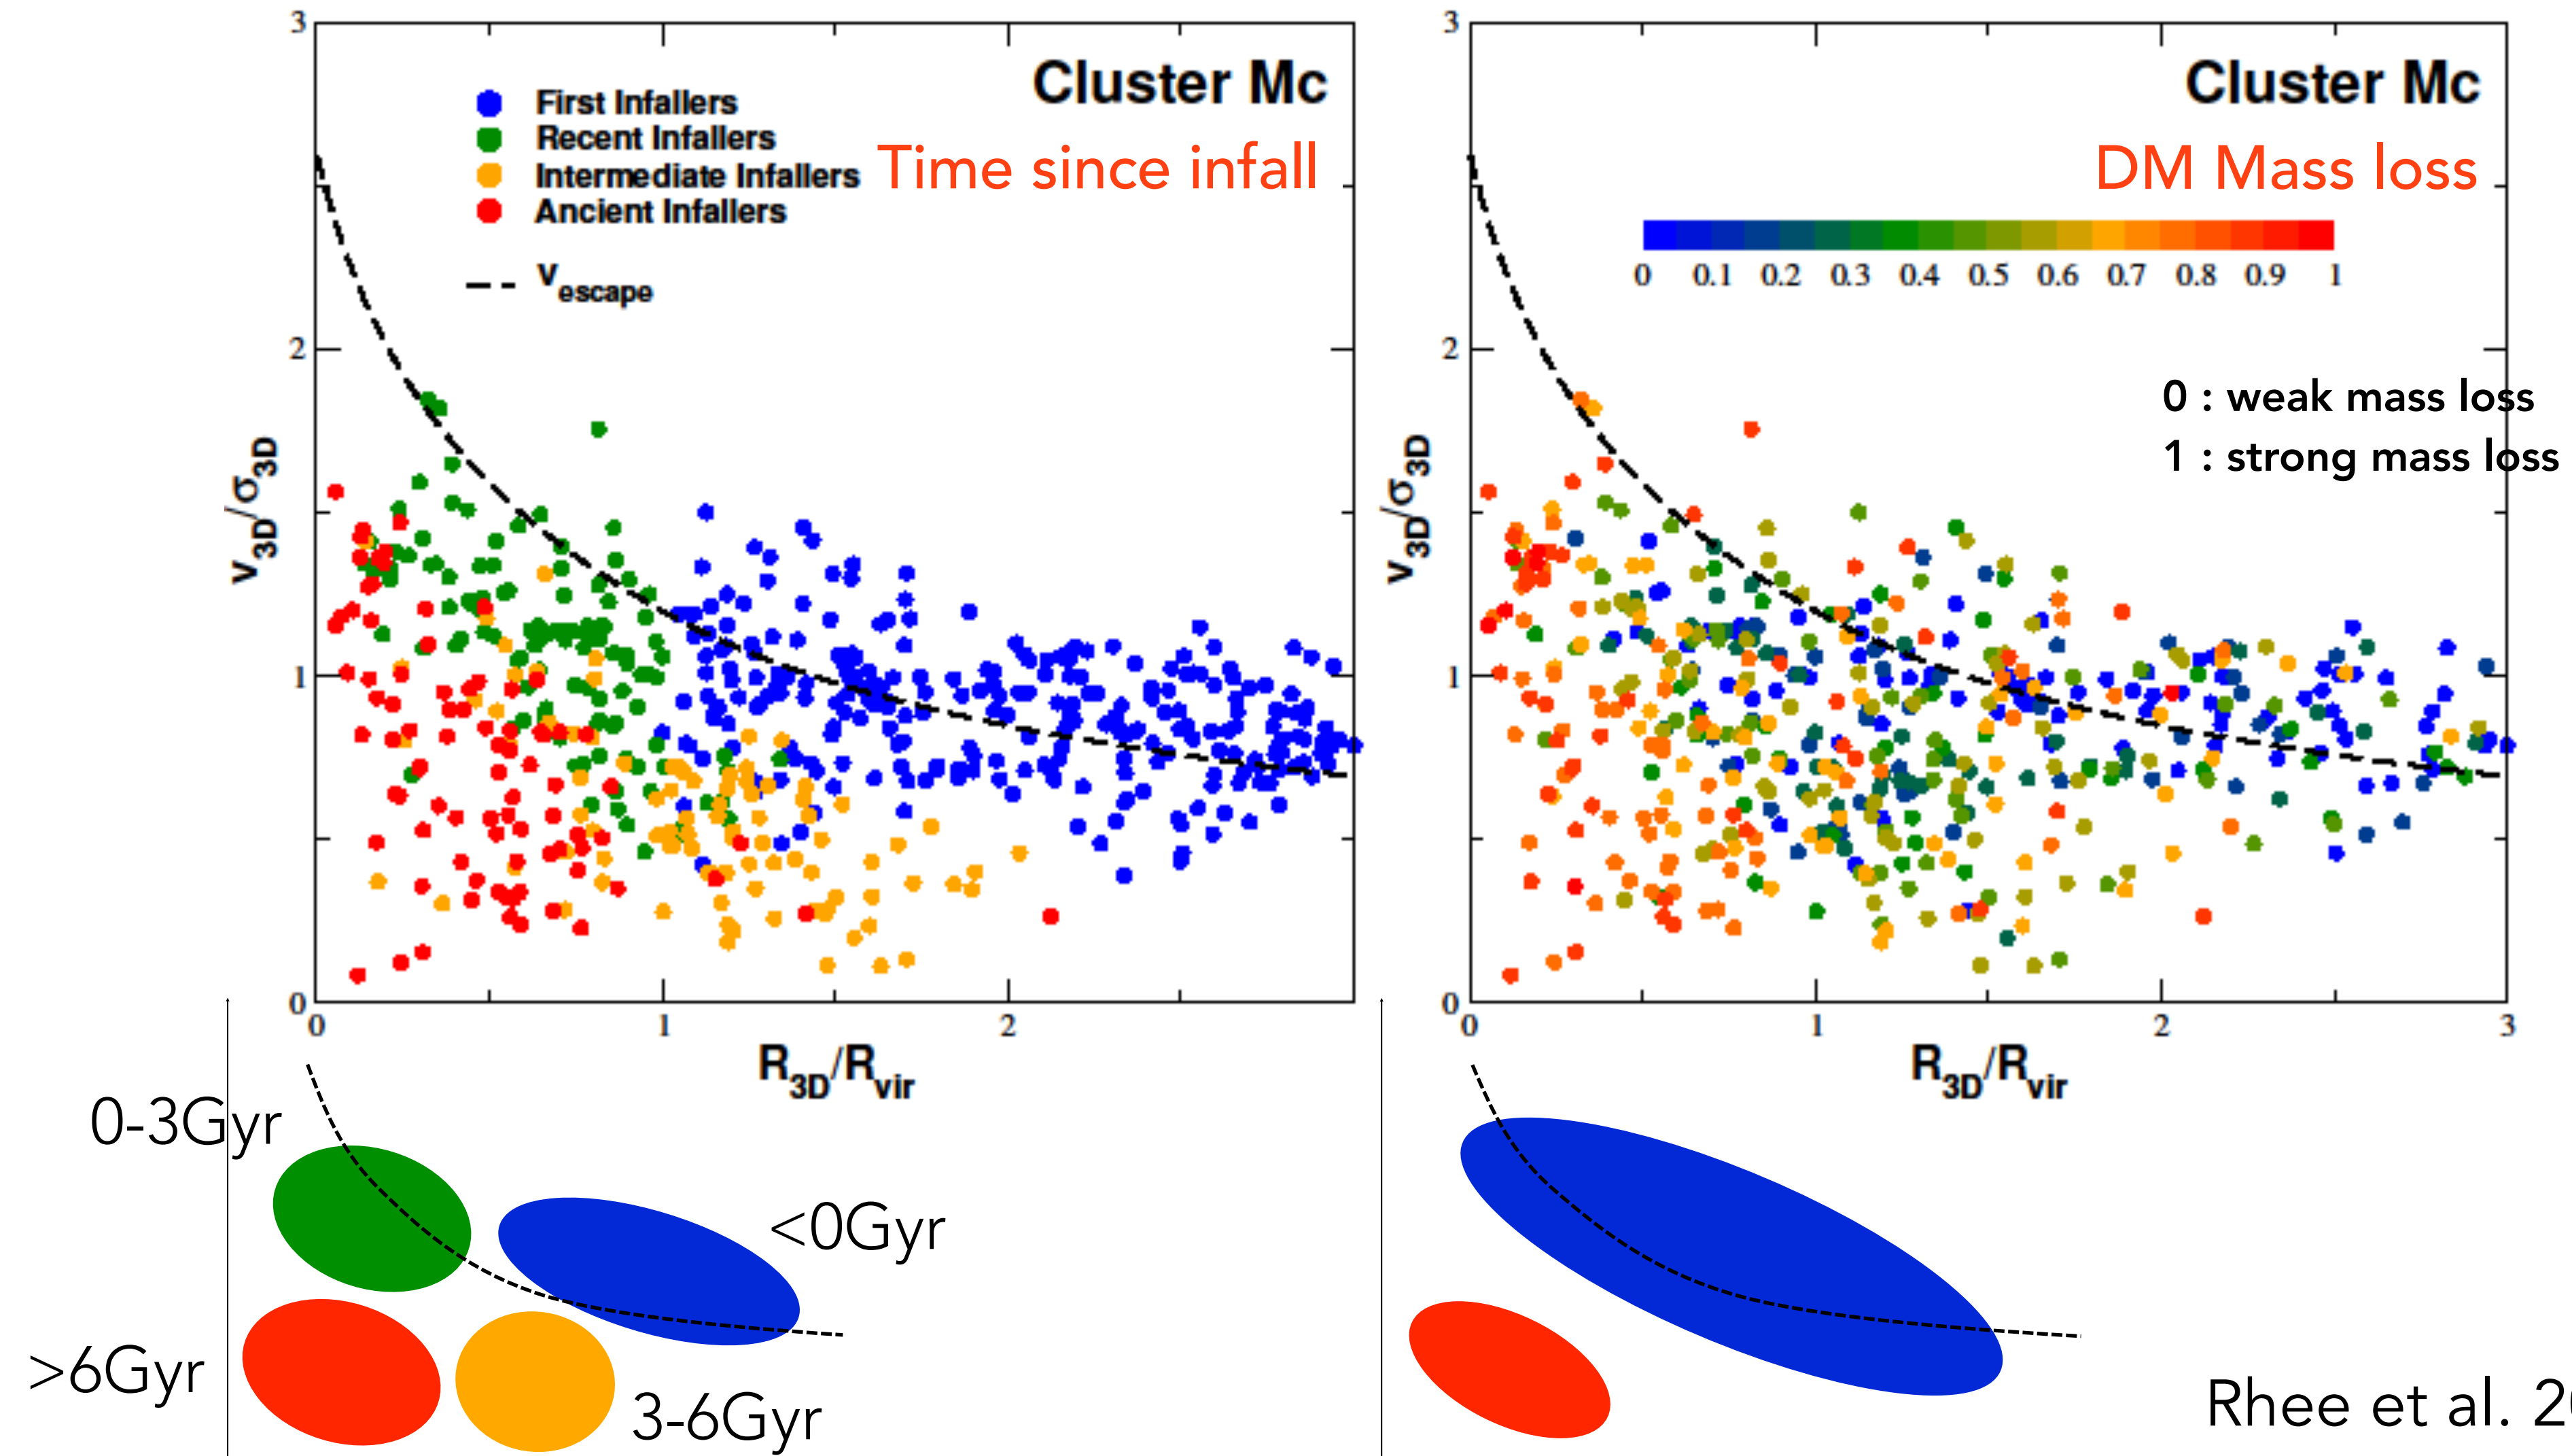 3
Cluster Mc
First Infallers
Recent Infallers
Intermediate Infallers
Ancient Infallers
Time since infall
v_escape
2
v_3D/σ_3D
1
0
0 1 2
R_3D/R_vir
3
Cluster Mc
DM Mass loss
0 0.1 0.2 0.3 0.4 0.5 0.6 0.7 0.8 0.9 1
2
0 : weak mass loss
1 : strong mass loss
v_3D/σ_3D
1
0
0 1 2 3
R_3D/R_vir
0-3Gyr
<0Gyr
>6Gyr
3-6Gyr
Rhee et al.